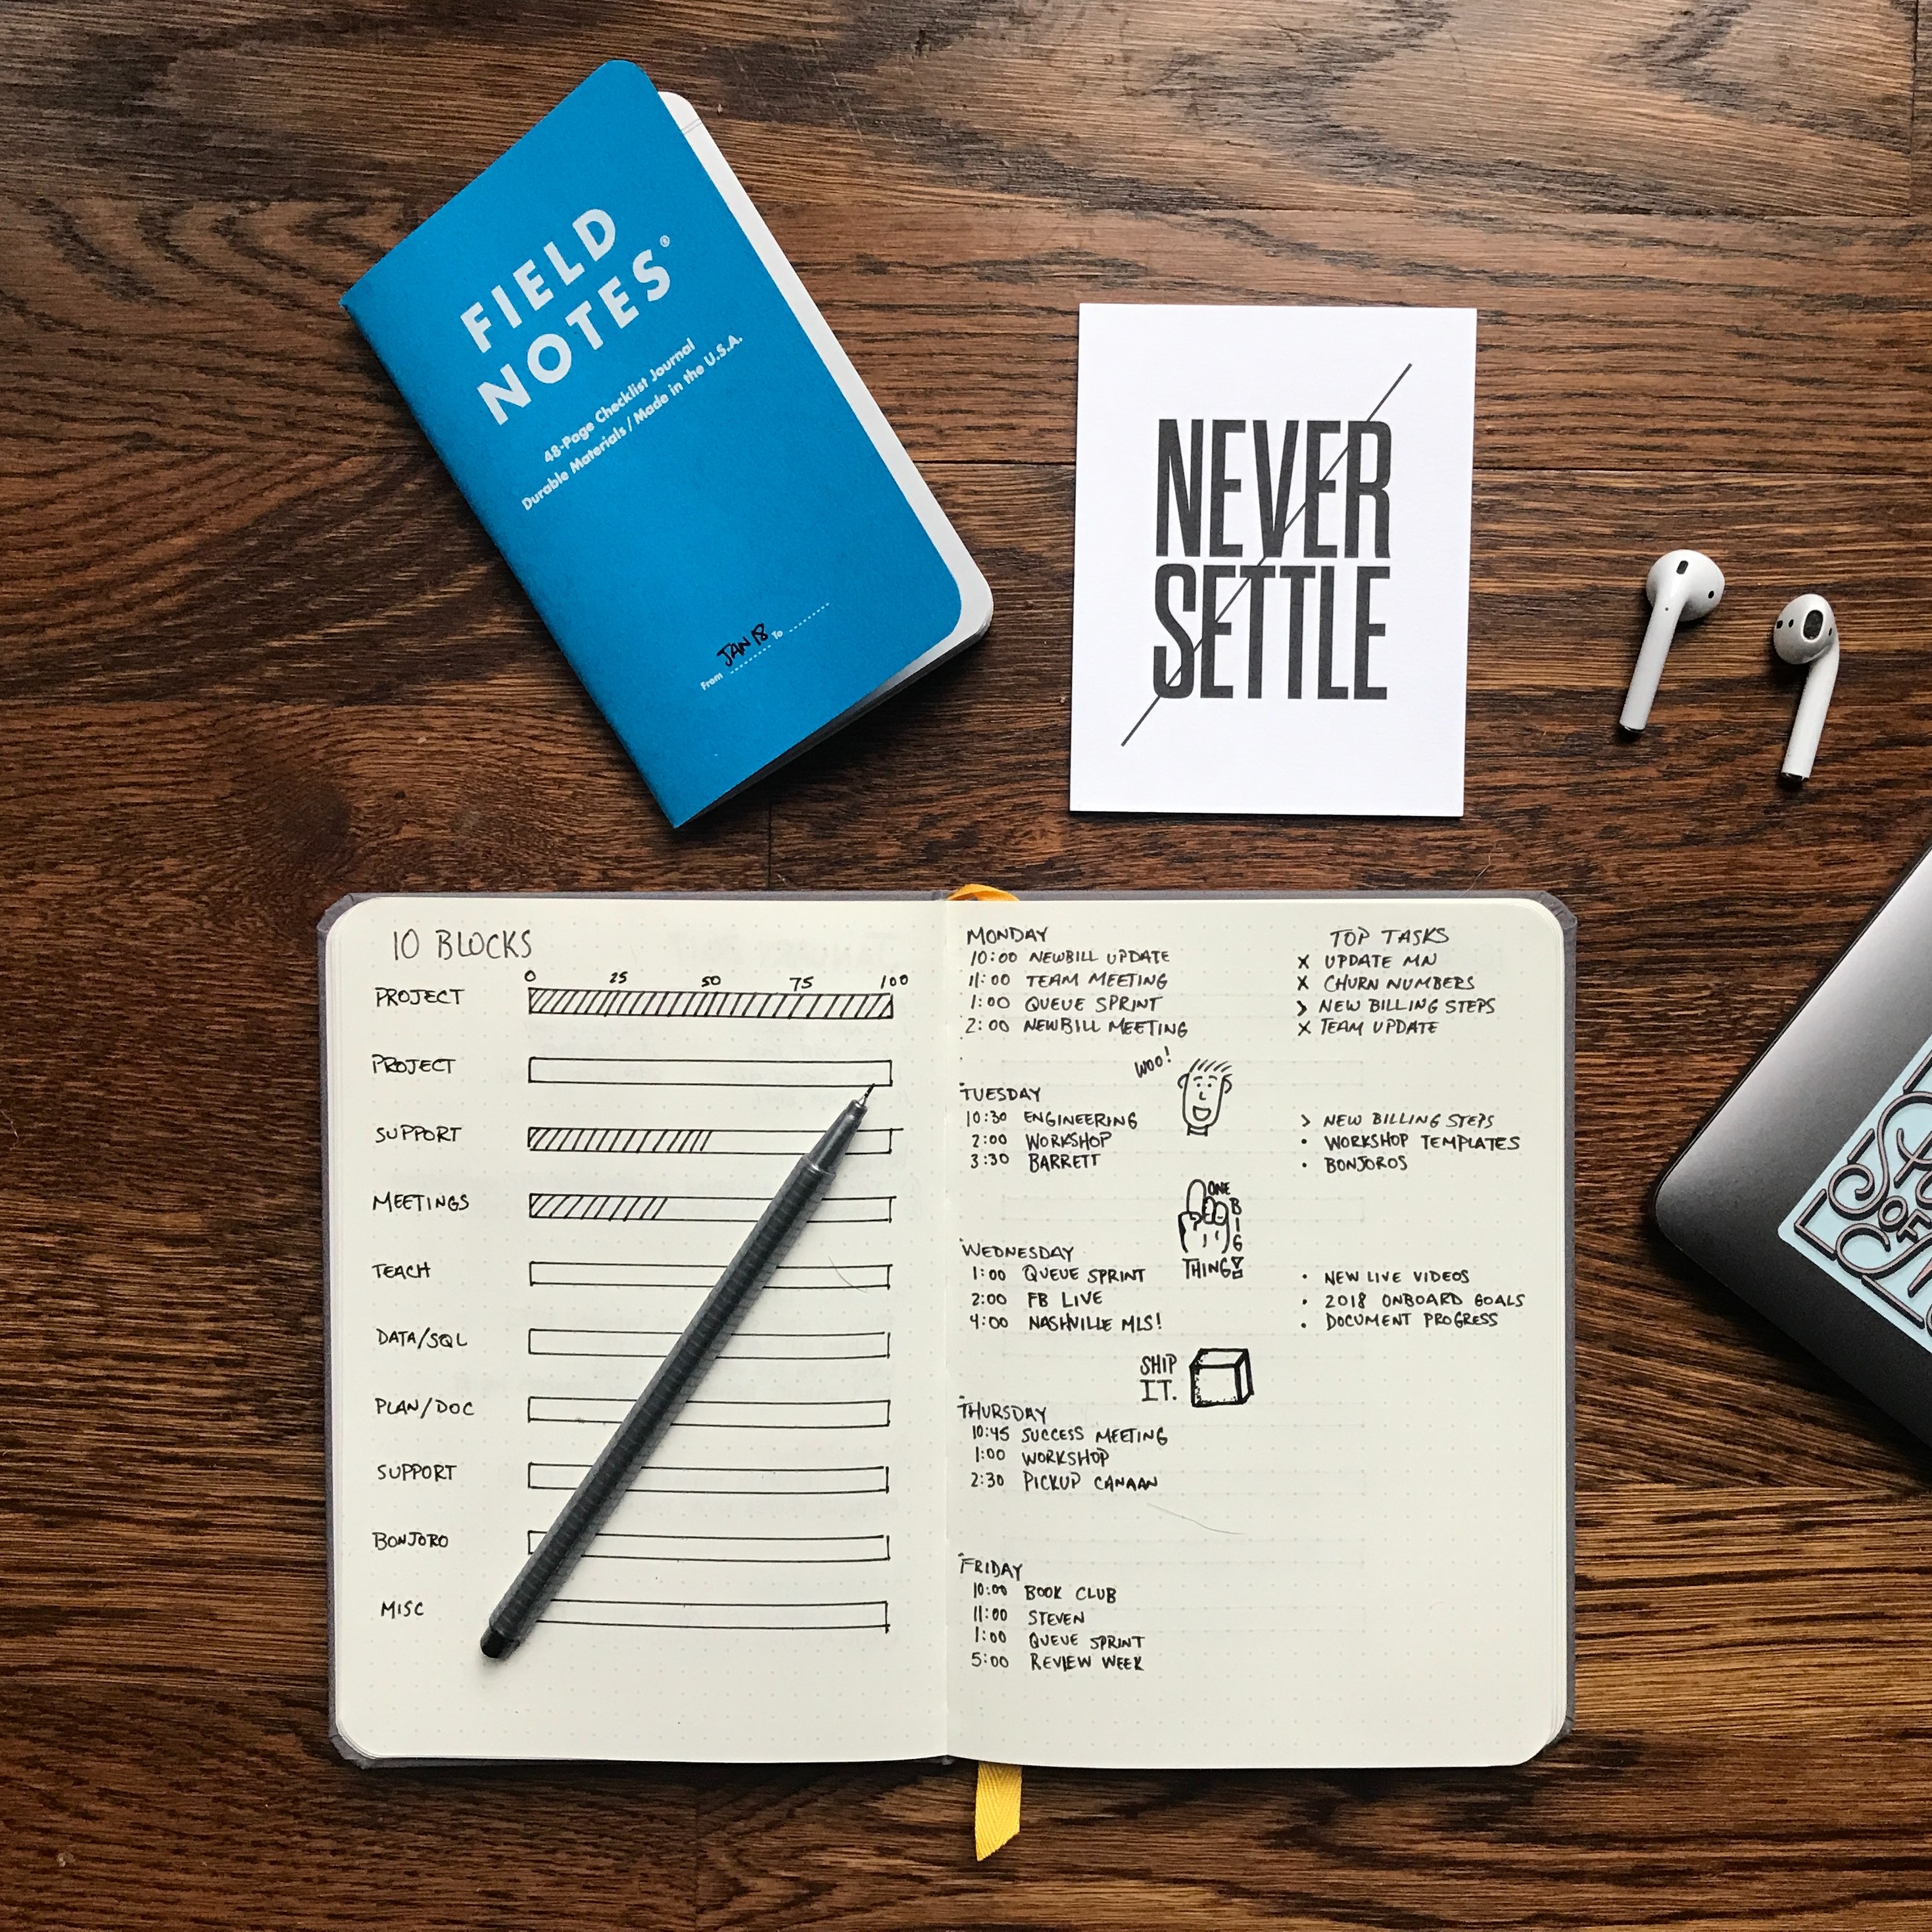 FIELD
NOTES®
48-Page Checklist Journal
Durable Materials / Made in the U.S.A.
From JAN 18 To
NEVER
SETTLE
10 BLOCKS
0 25 50 75 100
PROJECT
PROJECT
SUPPORT
MEETINGS
TEACH
DATA/SQL
PLAN/DOC
SUPPORT
BONJORO
MISC
MONDAY
10:00 NEWBILL UPDATE
11:00 TEAM MEETING
1:00 QUEUE SPRINT
2:00 NEWBILL MEETING
TOP TASKS
X UPDATE MN
X CHURN NUMBERS
> NEW BILLING STEPS
X TEAM UPDATE
WOO!
TUESDAY
10:30 ENGINEERING
2:00 WORKSHOP
3:30 BARRETT
> NEW BILLING STEPS
• WORKSHOP TEMPLATES
• BONJOROS
ONE
BIG
THING!
WEDNESDAY
1:00 QUEUE SPRINT
2:00 FB LIVE
4:00 NASHVILLE MLS!
• NEW LIVE VIDEOS
• 2018 ONBOARD GOALS
• DOCUMENT PROGRESS
SHIP
IT.
THURSDAY
10:45 SUCCESS MEETING
1:00 WORKSHOP
2:30 PICKUP CANAAN
FRIDAY
10:00 BOOK CLUB
11:00 STEVEN
1:00 QUEUE SPRINT
5:00 REVIEW WEEK
OF